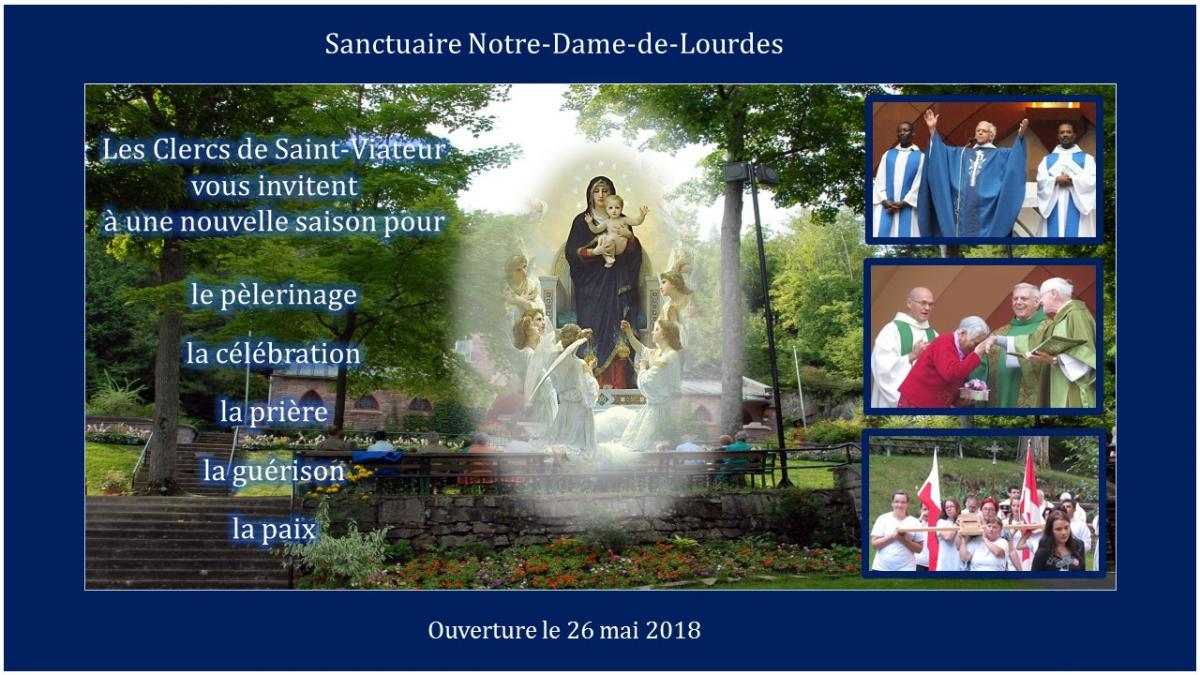 Sanctuaire Notre-Dame-de-Lourdes
Les Clercs de Saint-Viateur
vous invitent
à une nouvelle saison pour
le pèlerinage
la célébration
la prière
la guérison
la paix
Ouverture le 26 mai 2018